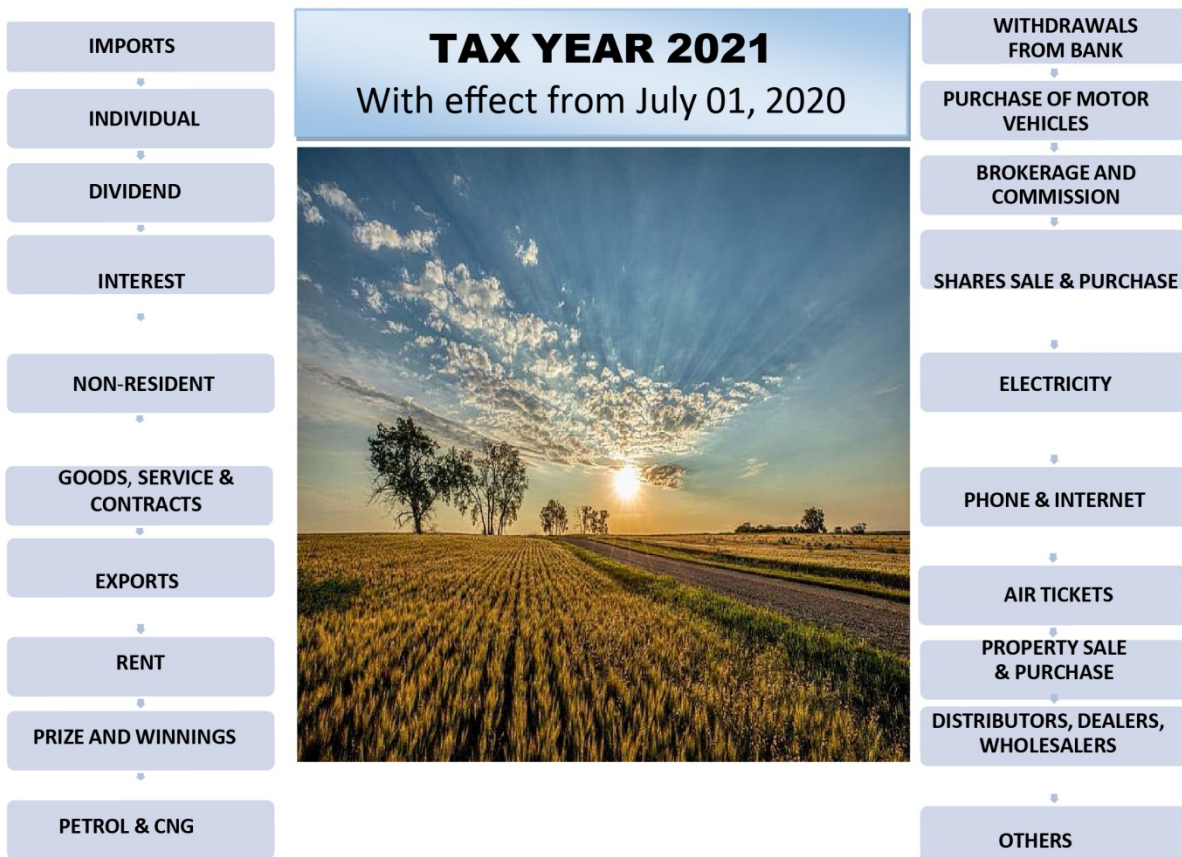 TAX YEAR 2021
With effect from July 01, 2020
IMPORTS
INDIVIDUAL
DIVIDEND
INTEREST
NON-RESIDENT
GOODS, SERVICE &
CONTRACTS
EXPORTS
RENT
PRIZE AND WINNINGS
PETROL & CNG
WITHDRAWALS
FROM BANK
PURCHASE OF MOTOR
VEHICLES
BROKERAGE AND
COMMISSION
SHARES SALE & PURCHASE
ELECTRICITY
PHONE & INTERNET
AIR TICKETS
PROPERTY SALE
& PURCHASE
DISTRIBUTORS, DEALERS,
WHOLESALERS
OTHERS